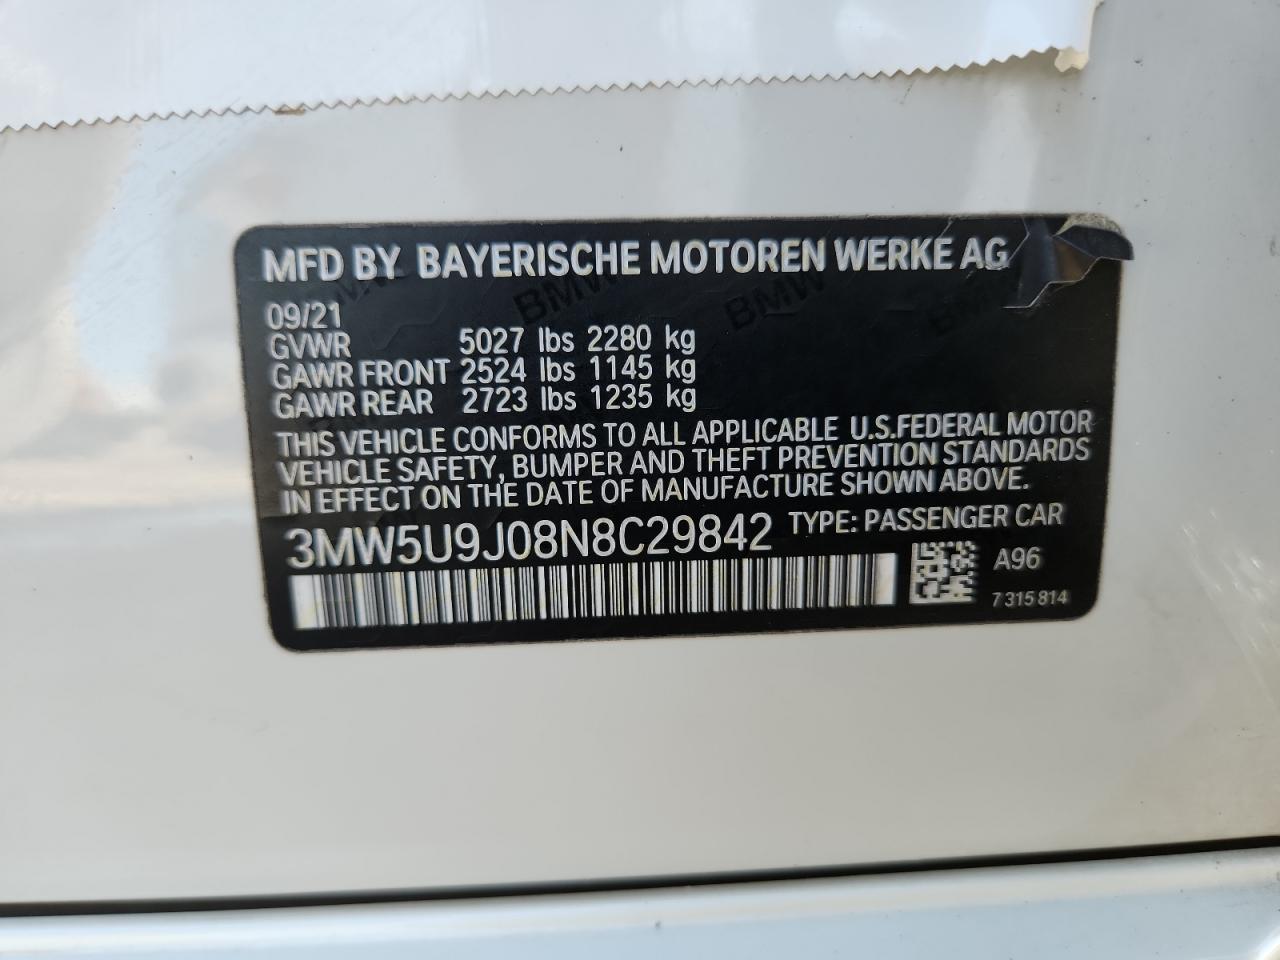 MFD BY BAYERISCHE MOTOREN WERKE AG
09/21
GVWR 5027 lbs 2280 kg
GAWR FRONT 2524 lbs 1145 kg
GAWR REAR 2723 lbs 1235 kg
THIS VEHICLE CONFORMS TO ALL APPLICABLE U.S.FEDERAL MOTOR
VEHICLE SAFETY, BUMPER AND THEFT PREVENTION STANDARDS
IN EFFECT ON THE DATE OF MANUFACTURE SHOWN ABOVE.
3MW5U9J08N8C29842 TYPE: PASSENGER CAR
A96
7 315 814
BMW BMW BMW